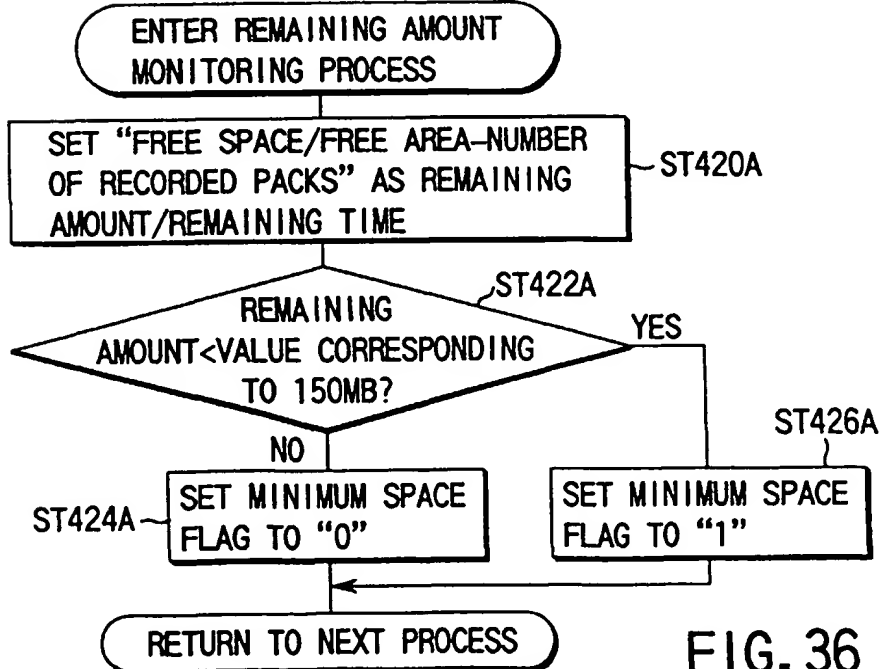 ENTER REMAINING AMOUNT
MONITORING PROCESS
SET "FREE SPACE/FREE AREA–NUMBER
OF RECORDED PACKS" AS REMAINING
AMOUNT/REMAINING TIME
ST420A
ST422A
REMAINING
AMOUNT<VALUE CORRESPONDING
TO 150MB?
YES
NO
ST426A
ST424A
SET MINIMUM SPACE
FLAG TO "0"
SET MINIMUM SPACE
FLAG TO "1"
RETURN TO NEXT PROCESS
FIG. 36